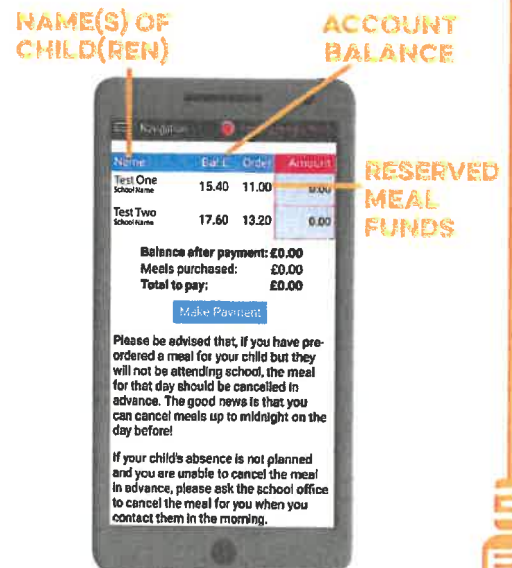 NAME(S) OF
CHILD(REN)
ACCOUNT
BALANCE
Navigation
Name Bal £ Order Amount
Test One 15.40 11.00 0.00
School Name
RESERVED
MEAL
FUNDS
Test Two 17.60 13.20 0.00
School Name
Balance after payment: £0.00
Meals purchased: £0.00
Total to pay: £0.00
Make Payment
Please be advised that, if you have pre-
ordered a meal for your child but they
will not be attending school, the meal
for that day should be cancelled in
advance. The good news is that you
can cancel meals up to midnight on the
day before!
If your child's absence is not planned
and you are unable to cancel the meal
in advance, please ask the school office
to cancel the meal for you when you
contact them in the morning.